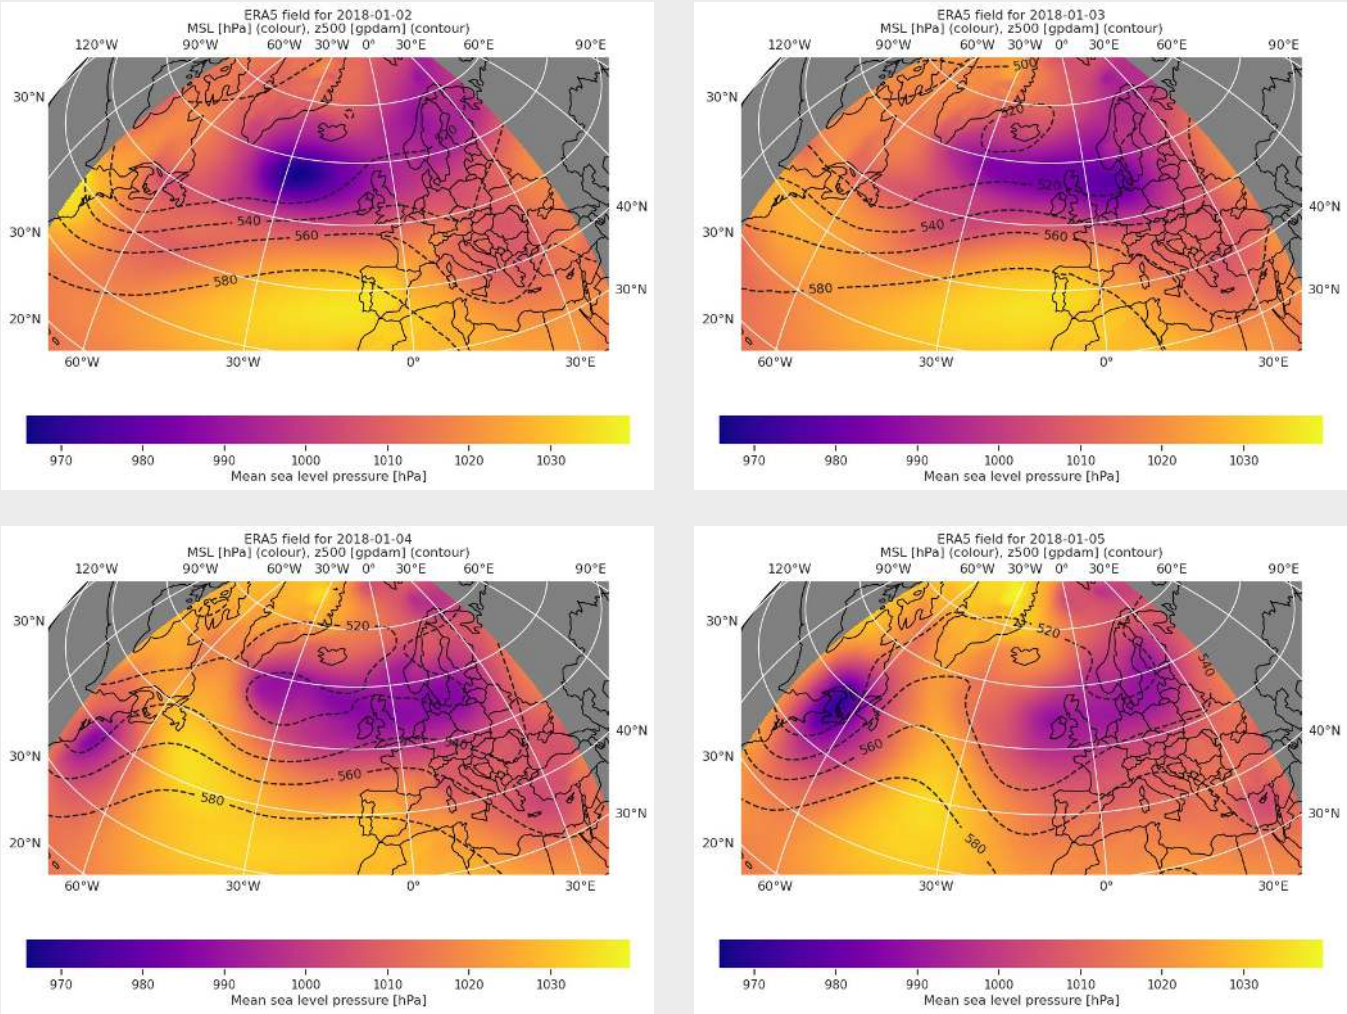 ERA5 field for 2018-01-02
MSL [hPa] (colour), z500 [gpdam] (contour)
120°W 90°W 60°W 30°W 0° 30°E 60°E 90°E
30°N
520
40°N
540
30°N
560
580
30°N
20°N
60°W 30°W 0° 30°E
970 980 990 1000 1010 1020 1030
Mean sea level pressure [hPa]
ERA5 field for 2018-01-03
MSL [hPa] (colour), z500 [gpdam] (contour)
120°W 90°W 60°W 30°W 0° 30°E 60°E 90°E
500
30°N
520
520
40°N
540
30°N
560
580
30°N
20°N
60°W 30°W 0° 30°E
970 980 990 1000 1010 1020 1030
Mean sea level pressure [hPa]
ERA5 field for 2018-01-04
MSL [hPa] (colour), z500 [gpdam] (contour)
120°W 90°W 60°W 30°W 0° 30°E 60°E 90°E
30°N
520
40°N
540
30°N
560
580
30°N
20°N
60°W 30°W 0° 30°E
970 980 990 1000 1010 1020 1030
Mean sea level pressure [hPa]
ERA5 field for 2018-01-05
MSL [hPa] (colour), z500 [gpdam] (contour)
120°W 90°W 60°W 30°W 0° 30°E 60°E 90°E
30°N
520
540
40°N
560
30°N
30°N
580
20°N
60°W 30°W 0° 30°E
970 980 990 1000 1010 1020 1030
Mean sea level pressure [hPa]